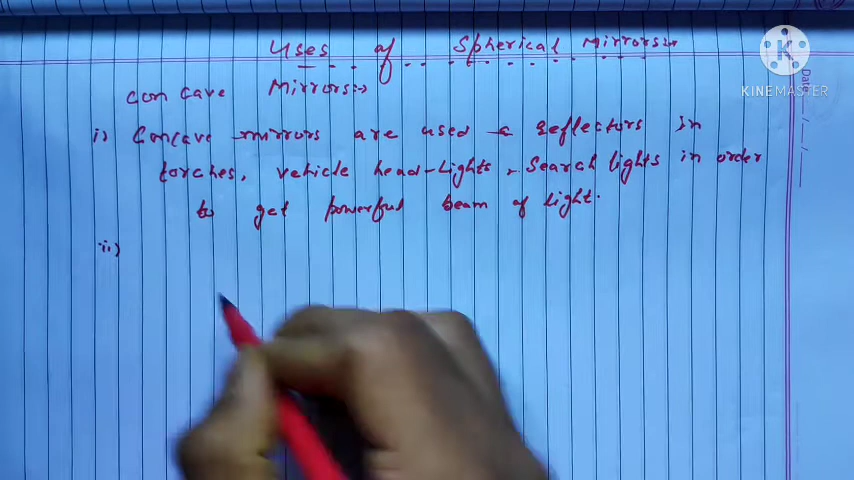 Uses of Spherical Mirrors:-
Concave Mirrors:-
i) Concave mirrors are used a reflectors in
torches, vehicle head-lights, search lights in order
to get powerful beam of light.
ii)
KINEMASTER
Date